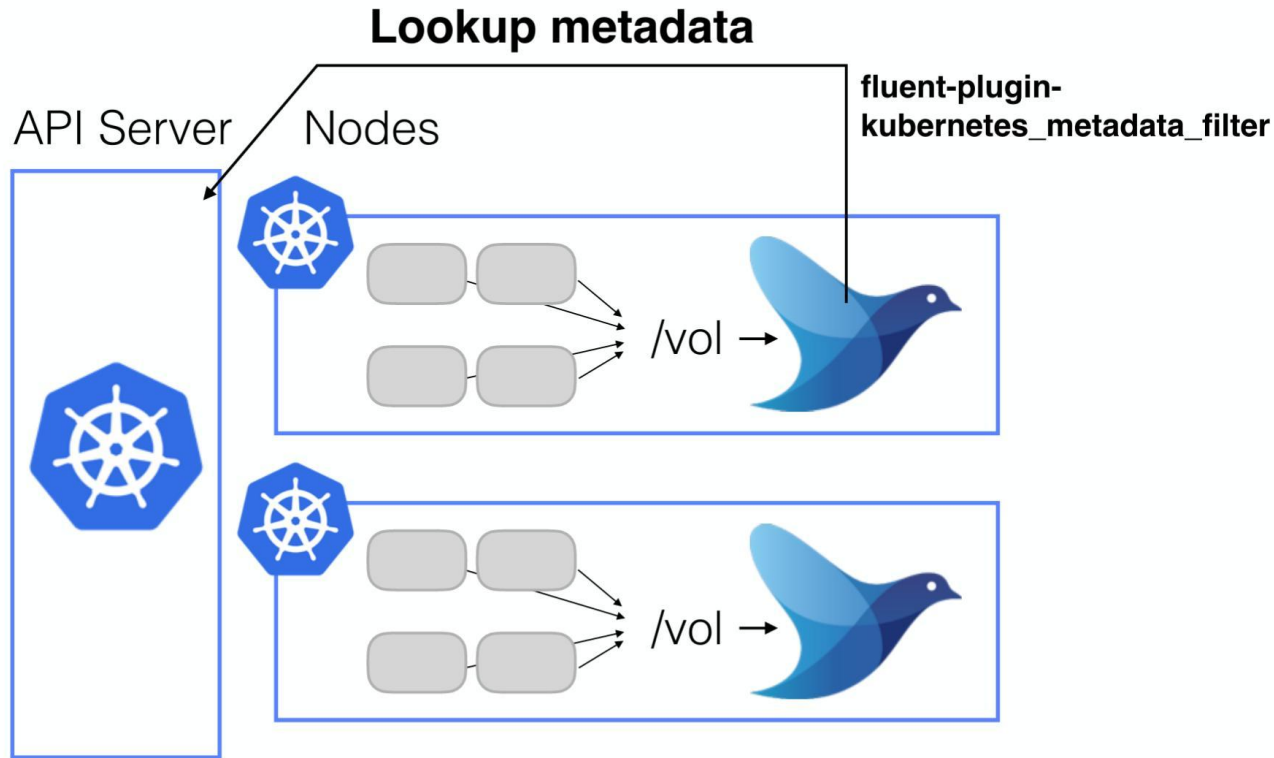 Lookup metadata
fluent-plugin-
kubernetes_metadata_filter
API Server
Nodes
/vol
/vol